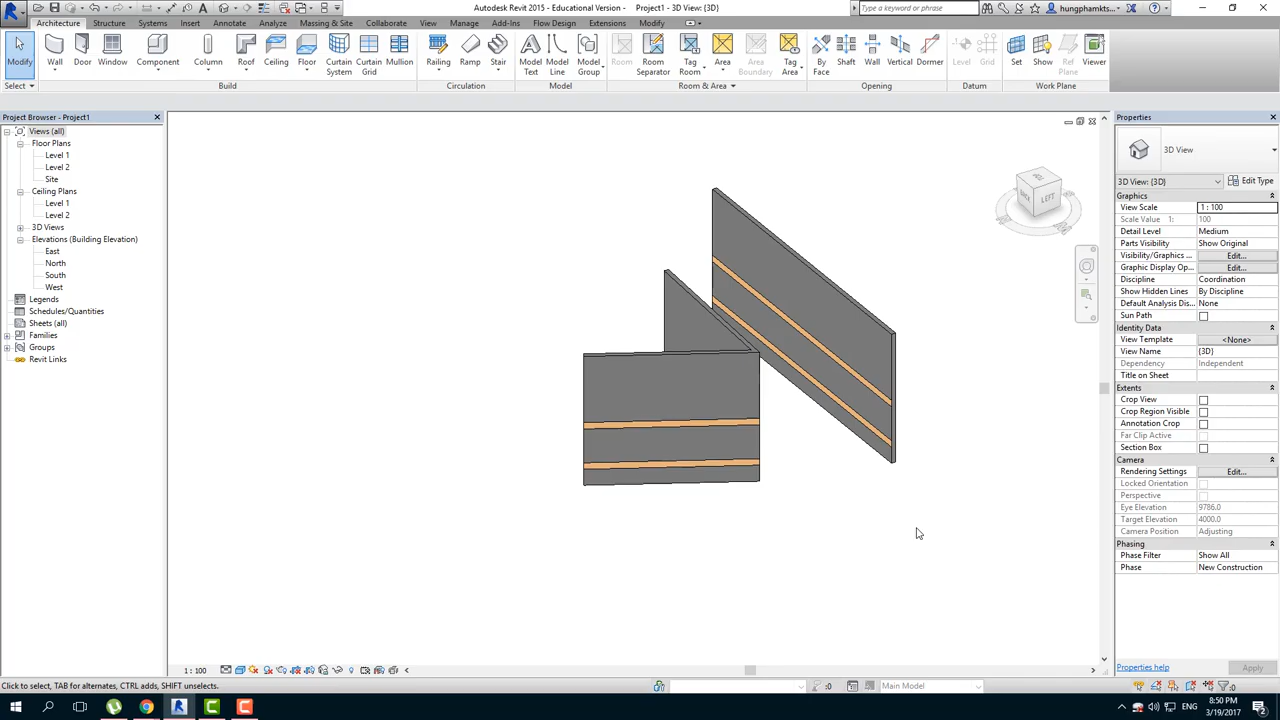 Autodesk Revit 2015 - Educational Version - Project1 - 3D View: {3D}
Type a keyword or phrase
hungphamkts...
Architecture Structure Systems Insert Annotate Analyze Massing & Site Collaborate View Manage Add-Ins Flow Design Extensions Modify
Modify Wall Door Window Component Column Roof Ceiling Floor Curtain System Curtain Grid Mullion Railing Ramp Stair Model Text Model Line Model Group Room Room Separator Tag Room Area Area Boundary Tag Area By Face Shaft Wall Vertical Dormer Level Grid Set Show Ref Plane Viewer
Select Build Circulation Model Room & Area Opening Datum Work Plane
Project Browser - Project1
Views (all)
Floor Plans
Level 1
Level 2
Site
Ceiling Plans
Level 1
Level 2
3D Views
Elevations (Building Elevation)
East
North
South
West
Legends
Schedules/Quantities
Sheets (all)
Families
Groups
Revit Links
BACK LEFT
Properties
3D View
3D View: {3D} Edit Type
Graphics
View Scale 1 : 100
Scale Value 1: 100
Detail Level Medium
Parts Visibility Show Original
Visibility/Graphics ... Edit...
Graphic Display Op... Edit...
Discipline Coordination
Show Hidden Lines By Discipline
Default Analysis Dis... None
Sun Path
Identity Data
View Template <None>
View Name {3D}
Dependency Independent
Title on Sheet
Extents
Crop View
Crop Region Visible
Annotation Crop
Far Clip Active
Section Box
Camera
Rendering Settings Edit...
Locked Orientation
Perspective
Eye Elevation 9786.0
Target Elevation 4000.0
Camera Position Adjusting
Phasing
Phase Filter Show All
Phase New Construction
Properties help Apply
1 : 100
Click to select, TAB for alternates, CTRL adds, SHIFT unselects.
:0 Main Model :0
ENG
8:50 PM
3/19/2017